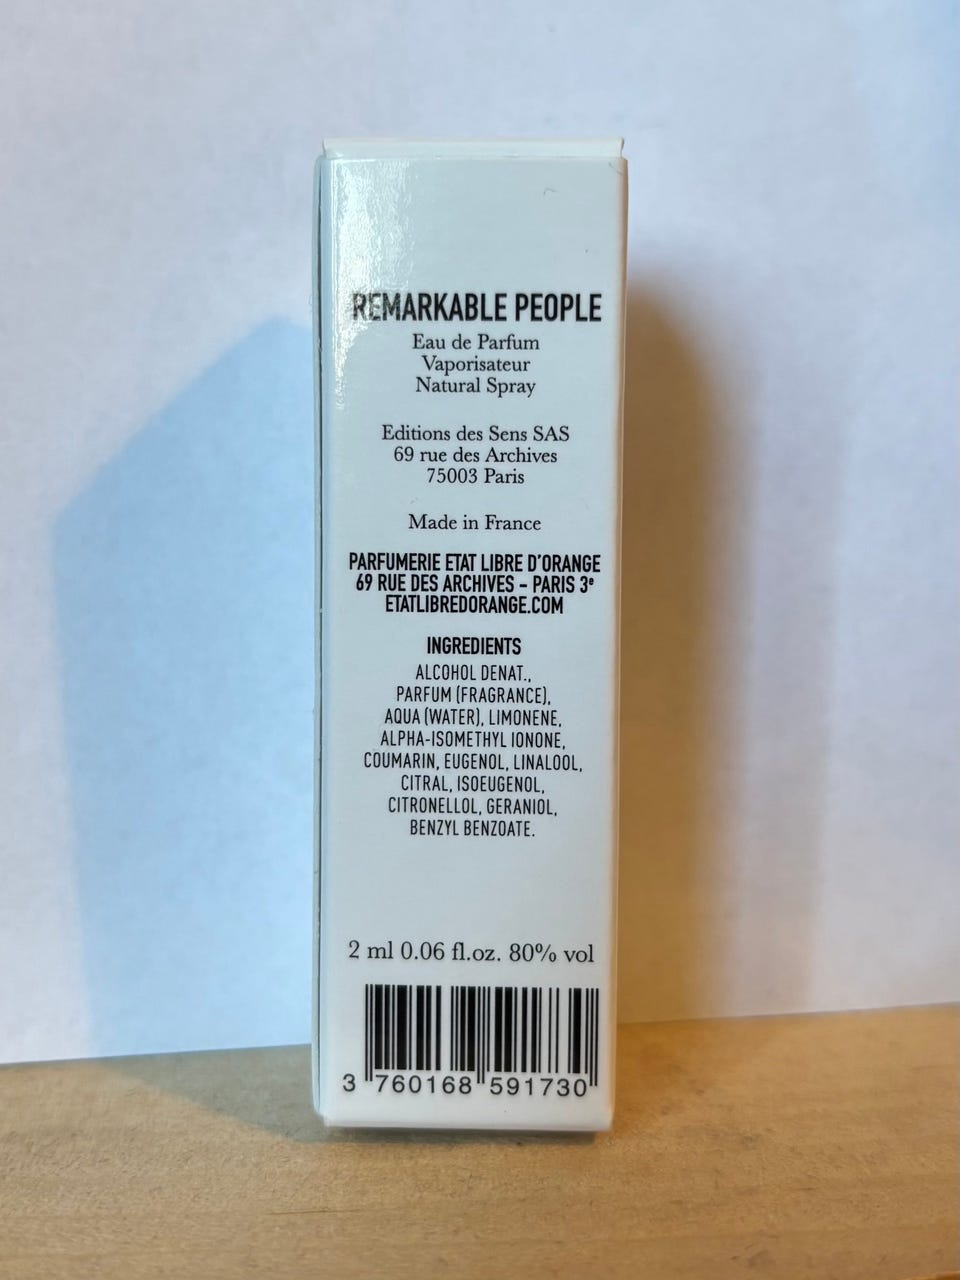 REMARKABLE PEOPLE
Eau de Parfum
Vaporisateur
Natural Spray
Editions des Sens SAS
69 rue des Archives
75003 Paris
Made in France
PARFUMERIE ETAT LIBRE D'ORANGE
69 RUE DES ARCHIVES – PARIS 3ᵉ
ETATLIBREDORANGE.COM
INGREDIENTS
ALCOHOL DENAT.,
PARFUM (FRAGRANCE),
AQUA (WATER), LIMONENE,
ALPHA-ISOMETHYL IONONE,
COUMARIN, EUGENOL, LINALOOL,
CITRAL, ISOEUGENOL,
CITRONELLOL, GERANIOL,
BENZYL BENZOATE.
2 ml 0.06 fl.oz. 80% vol
3 760168 591730